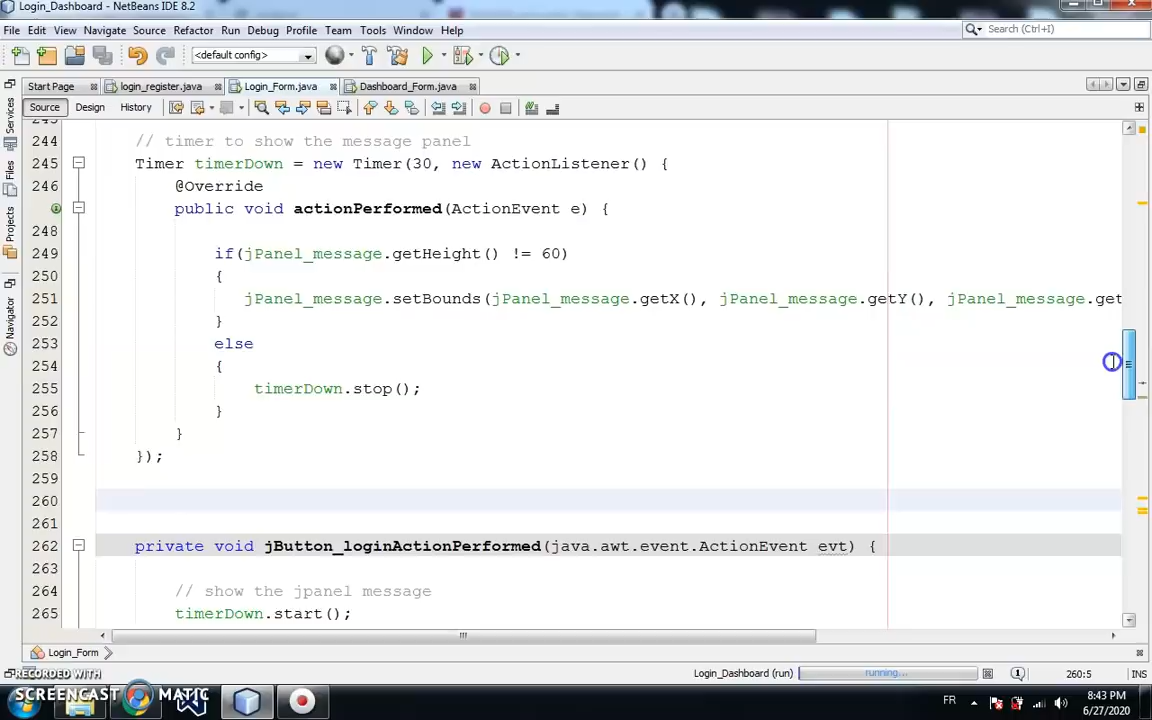 Login_Dashboard - NetBeans IDE 8.2
File Edit View Navigate Source Refactor Run Debug Profile Team Tools Window Help
Search (Ctrl+I)
<default config>
Start Page login_register.java Login_Form.java Dashboard_Form.java
Source Design History
Services
Files
Projects
Navigator
244 // timer to show the message panel
245 Timer timerDown = new Timer(30, new ActionListener() {
246 @Override
public void actionPerformed(ActionEvent e) {
248
249 if(jPanel_message.getHeight() != 60)
250 {
251 jPanel_message.setBounds(jPanel_message.getX(), jPanel_message.getY(), jPanel_message.get
252 }
253 else
254 {
255 timerDown.stop();
256 }
257 }
258 });
259
260
261
262 private void jButton_loginActionPerformed(java.awt.event.ActionEvent evt) {
263
264 // show the jpanel message
265 timerDown.start();
Login_Form
Login_Dashboard (run) running... 1 260:5 INS
RECORDED WITH
SCREENCAST MATIC
FR 8:43 PM
6/27/2020